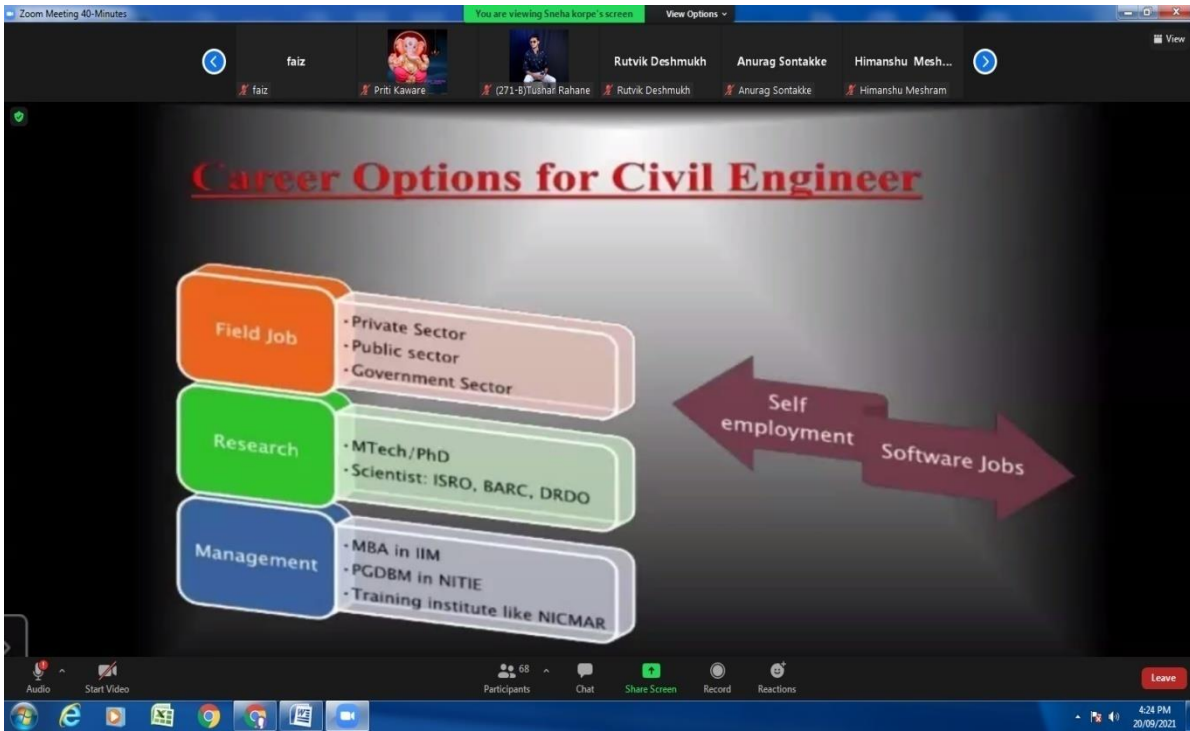 Zoom Meeting 40-Minutes
You are viewing Sneha korpe's screen
View Options
View
faiz
Rutvik Deshmukh
Anurag Sontakke
Himanshu Mesh...
faiz
Priti Kaware
(271-B)Tushar Rahane
Rutvik Deshmukh
Anurag Sontakke
Himanshu Meshram
Career Options for Civil Engineer
Field Job
· Private Sector
· Public sector
· Government Sector
Research
· MTech/PhD
· Scientist: ISRO, BARC, DRDO
Management
· MBA in IIM
· PGDBM in NITIE
· Training institute like NICMAR
Self
employment
Software Jobs
Audio
Start Video
68
Participants
Chat
Share Screen
Record
Reactions
Leave
4:24 PM
20/09/2021